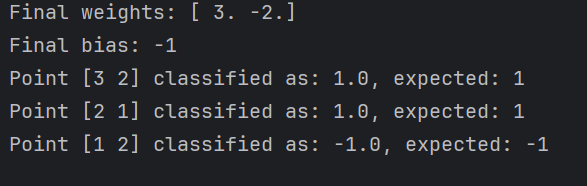 Final weights: [ 3. -2.]
Final bias: -1
Point [3 2] classified as: 1.0, expected: 1
Point [2 1] classified as: 1.0, expected: 1
Point [1 2] classified as: -1.0, expected: -1